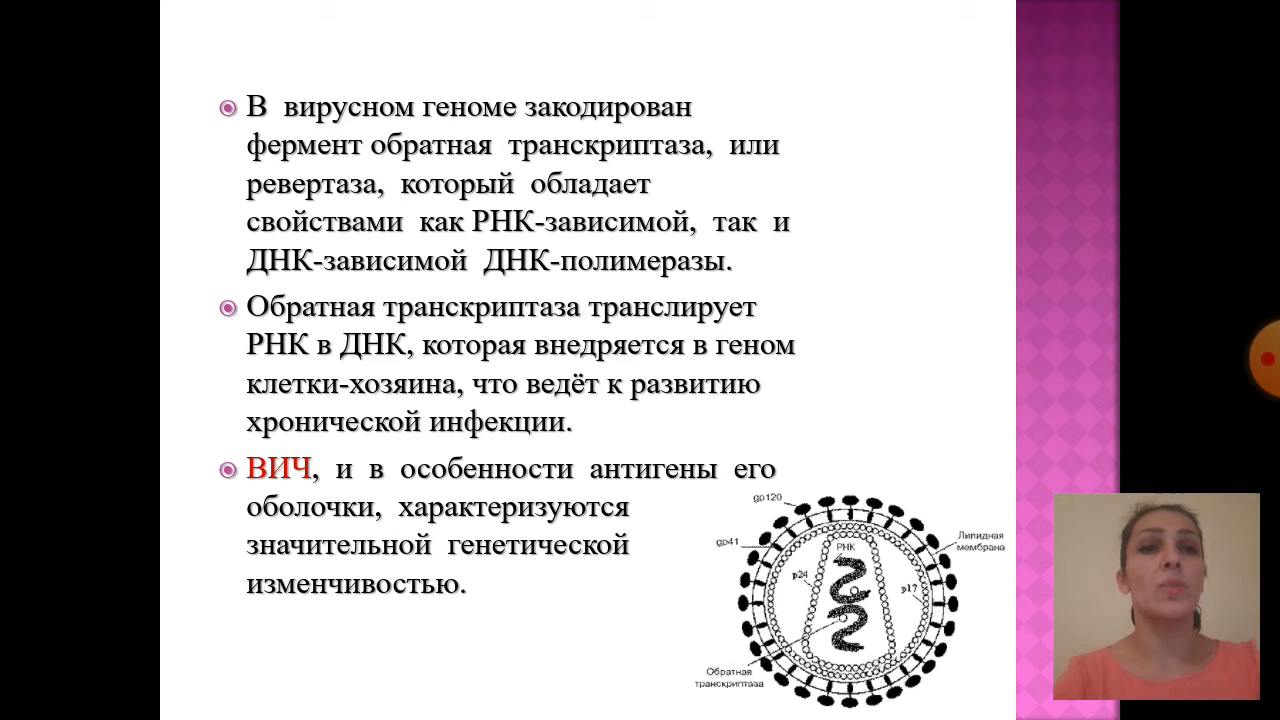 В вирусном геноме закодирован
фермент обратная транскриптаза, или
ревертаза, который обладает
свойствами как РНК-зависимой, так и
ДНК-зависимой ДНК-полимеразы.
Обратная транскриптаза транслирует
РНК в ДНК, которая внедряется в геном
клетки-хозяина, что ведёт к развитию
хронической инфекции.
ВИЧ, и в особенности антигены его
оболочки, характеризуются
значительной генетической
изменчивостью.
gp120
gp41
РНК
p24
p17
Липидная
мембрана
Обратная
транскриптаза